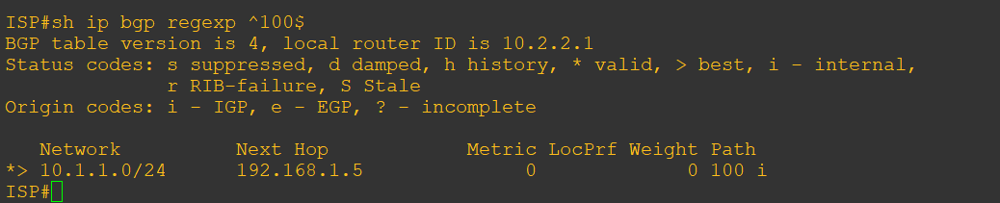 ISP#sh ip bgp regexp ^100$
BGP table version is 4, local router ID is 10.2.2.1
Status codes: s suppressed, d damped, h history, * valid, > best, i - internal,
              r RIB-failure, S Stale
Origin codes: i - IGP, e - EGP, ? - incomplete

   Network          Next Hop            Metric LocPrf Weight Path
*> 10.1.1.0/24      192.168.1.5              0             0 100 i
ISP#